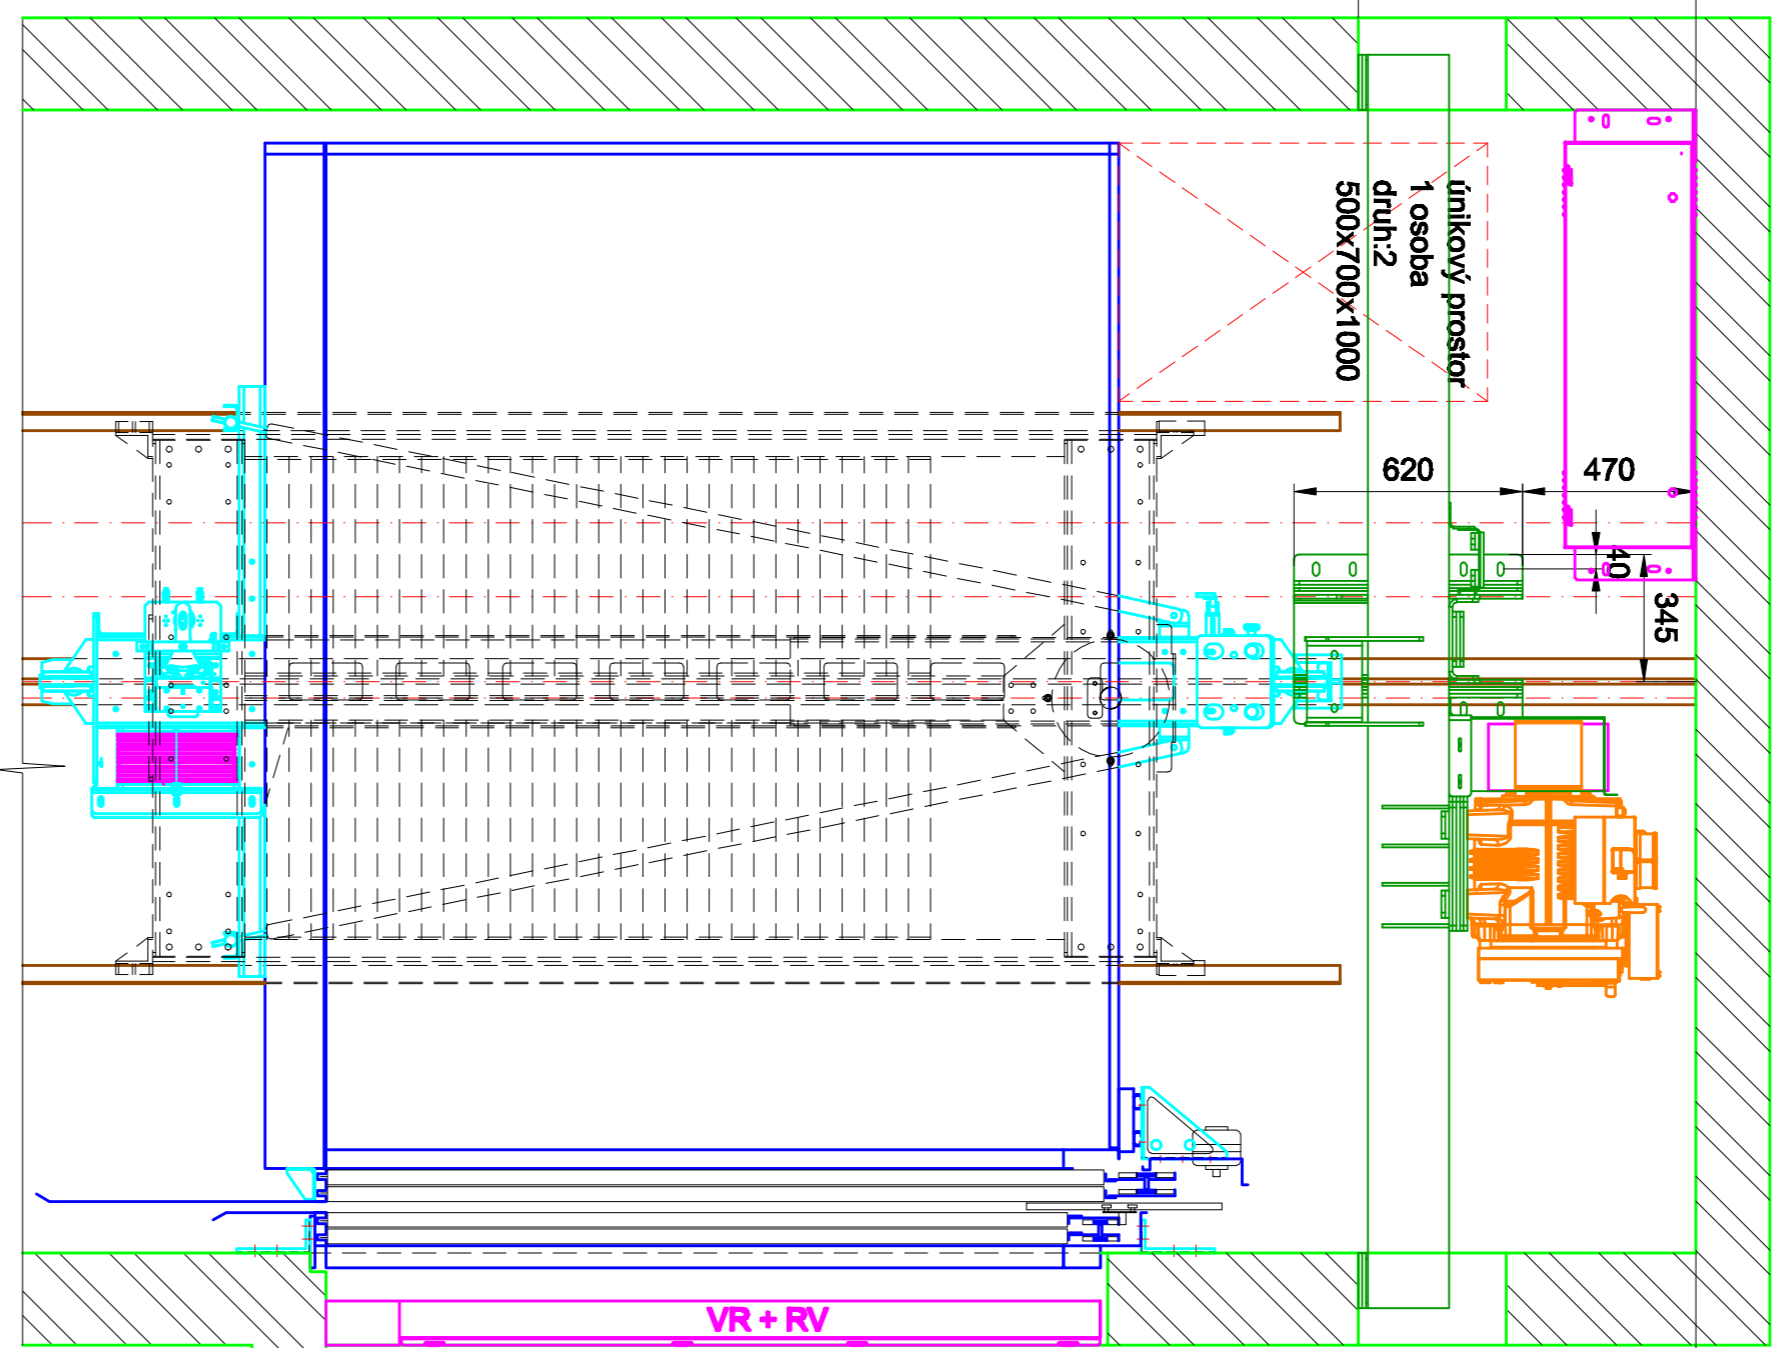 únikový prostor
1 osoba
druh:2
500x700x1000
620
470
40
345
VR + RV